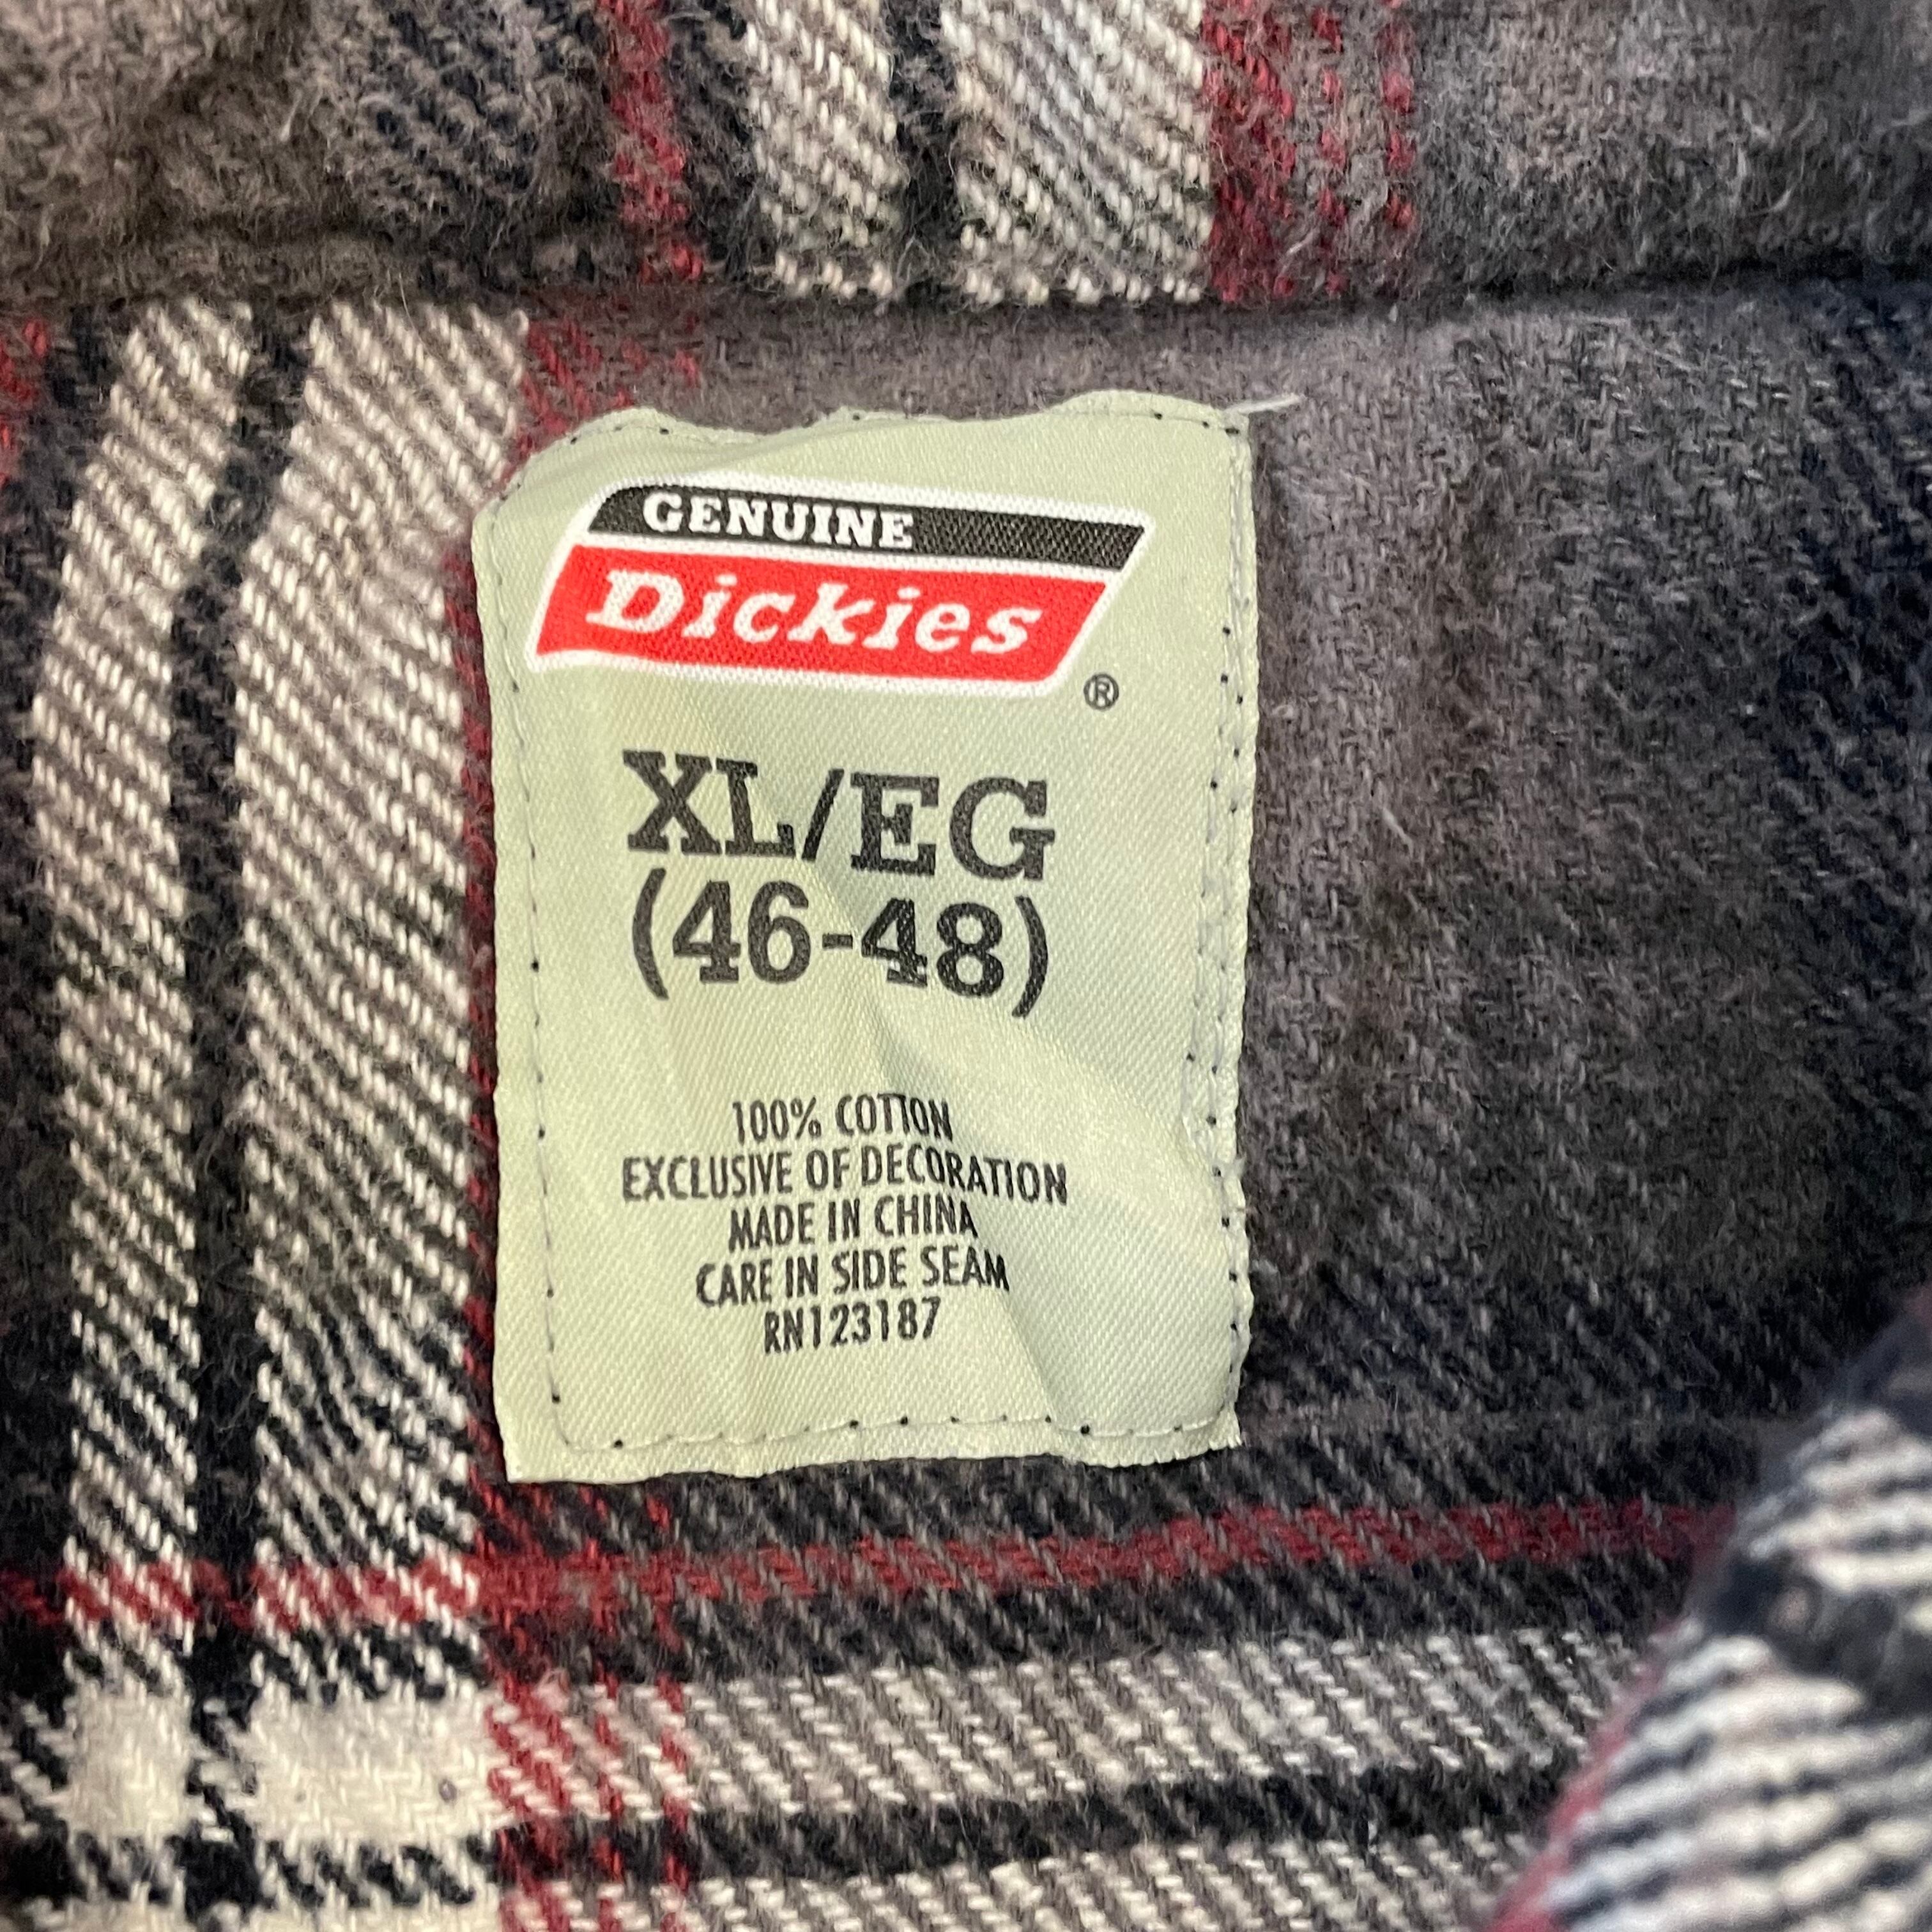 GENUINE
Dickies
®
XL/EG
(46-48)
100% COTTON
EXCLUSIVE OF DECORATION
MADE IN CHINA
CARE IN SIDE SEAM
RN123187